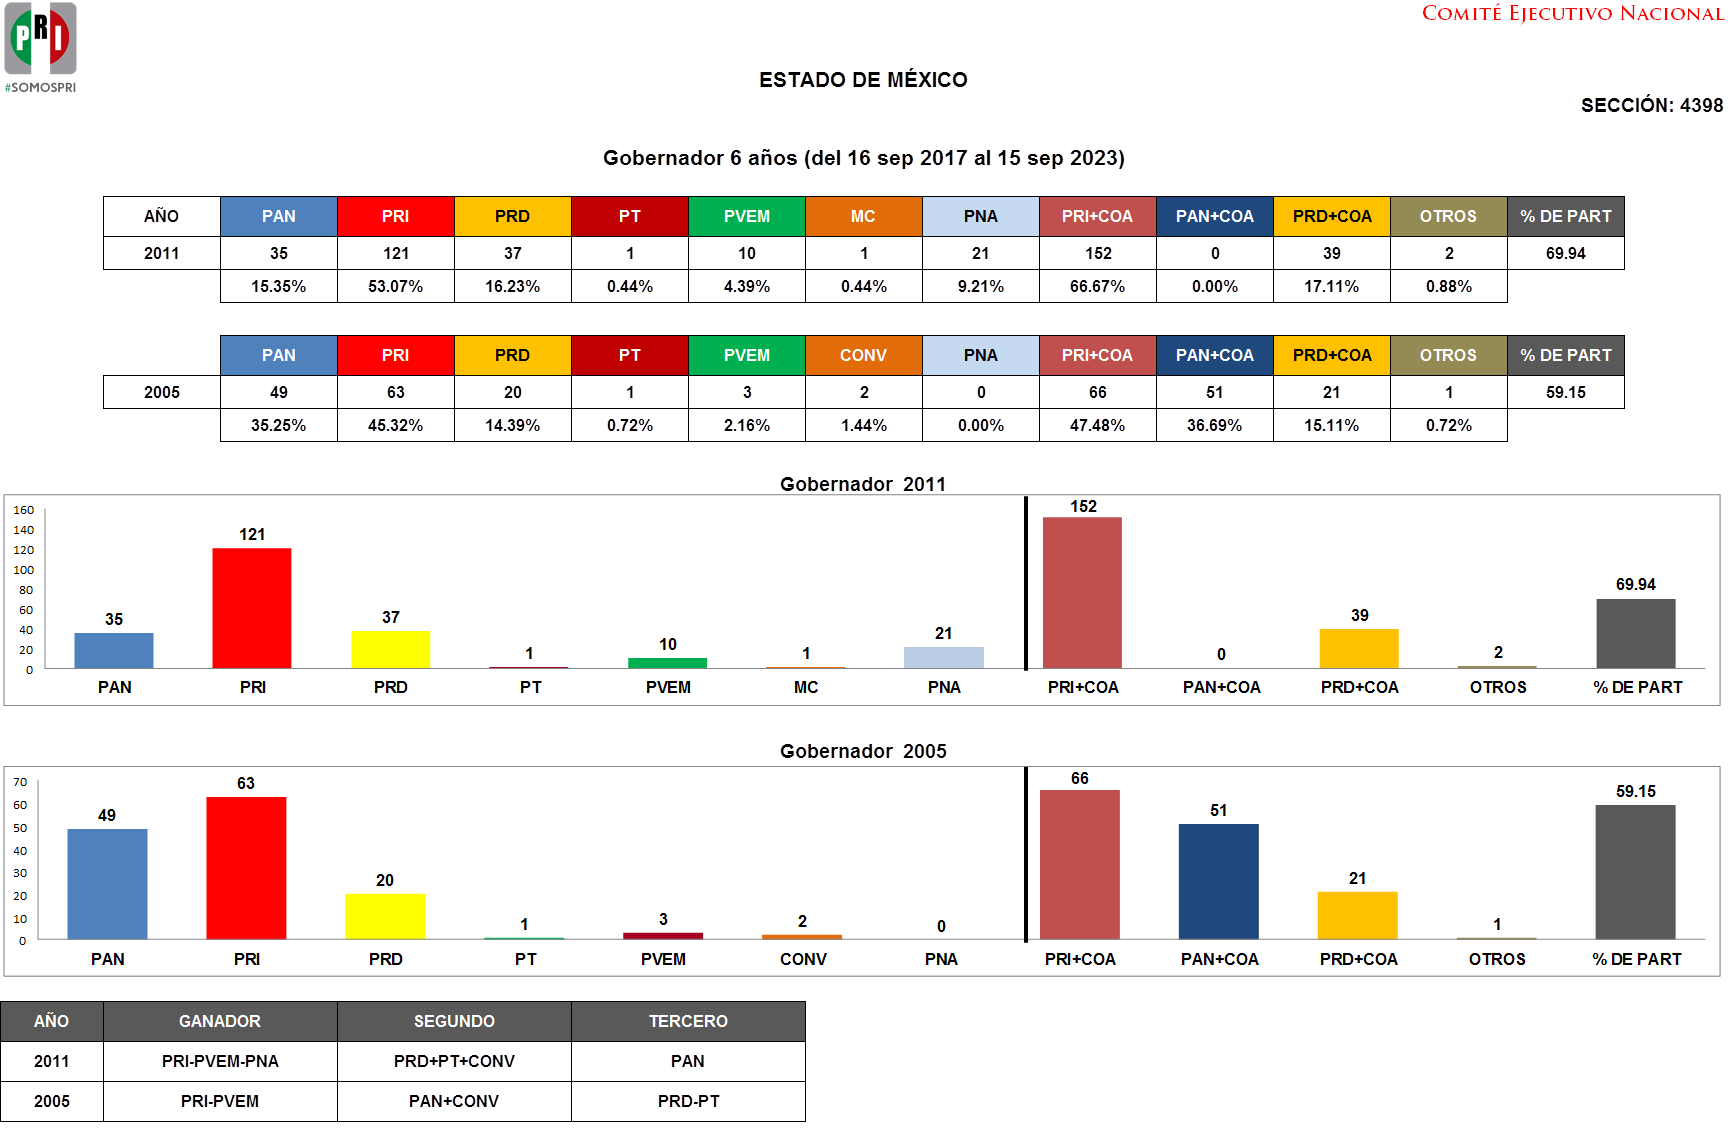 PRI
#SOMOSPRI
COMITÉ EJECUTIVO NACIONAL
ESTADO DE MÉXICO
SECCIÓN: 4398
Gobernador 6 años (del 16 sep 2017 al 15 sep 2023)
AÑO PAN PRI PRD PT PVEM MC PNA PRI+COA PAN+COA PRD+COA OTROS % DE PART
2011 35 121 37 1 10 1 21 152 0 39 2 69.94
15.35% 53.07% 16.23% 0.44% 4.39% 0.44% 9.21% 66.67% 0.00% 17.11% 0.88%
PAN PRI PRD PT PVEM CONV PNA PRI+COA PAN+COA PRD+COA OTROS % DE PART
2005 49 63 20 1 3 2 0 66 51 21 1 59.15
35.25% 45.32% 14.39% 0.72% 2.16% 1.44% 0.00% 47.48% 36.69% 15.11% 0.72%
Gobernador 2011
160
140
120
100
80
60
40
20
0
35 121 37 1 10 1 21 152 0 39 2 69.94
PAN PRI PRD PT PVEM MC PNA PRI+COA PAN+COA PRD+COA OTROS % DE PART
Gobernador 2005
70
60
50
40
30
20
10
0
49 63 20 1 3 2 0 66 51 21 1 59.15
PAN PRI PRD PT PVEM CONV PNA PRI+COA PAN+COA PRD+COA OTROS % DE PART
AÑO GANADOR SEGUNDO TERCERO
2011 PRI-PVEM-PNA PRD+PT+CONV PAN
2005 PRI-PVEM PAN+CONV PRD-PT